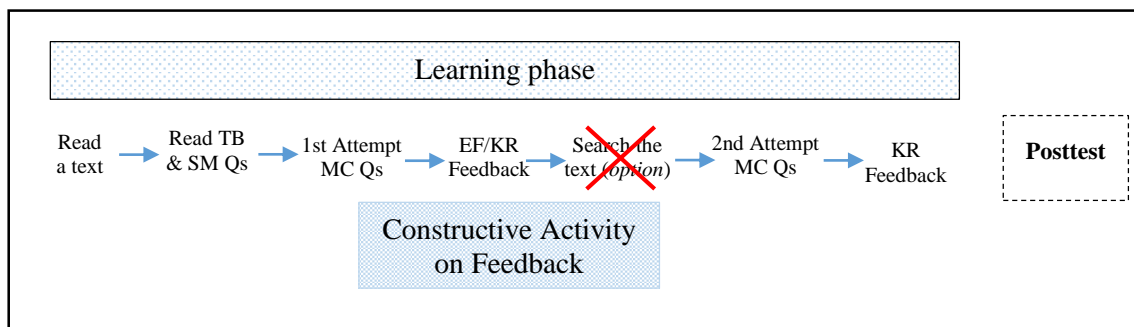 Learning phase
Read
a text
Read TB
& SM Qs
1st Attempt
MC Qs
EF/KR
Feedback
Search the
text (option)
2nd Attempt
MC Qs
KR
Feedback
Posttest
Constructive Activity
on Feedback